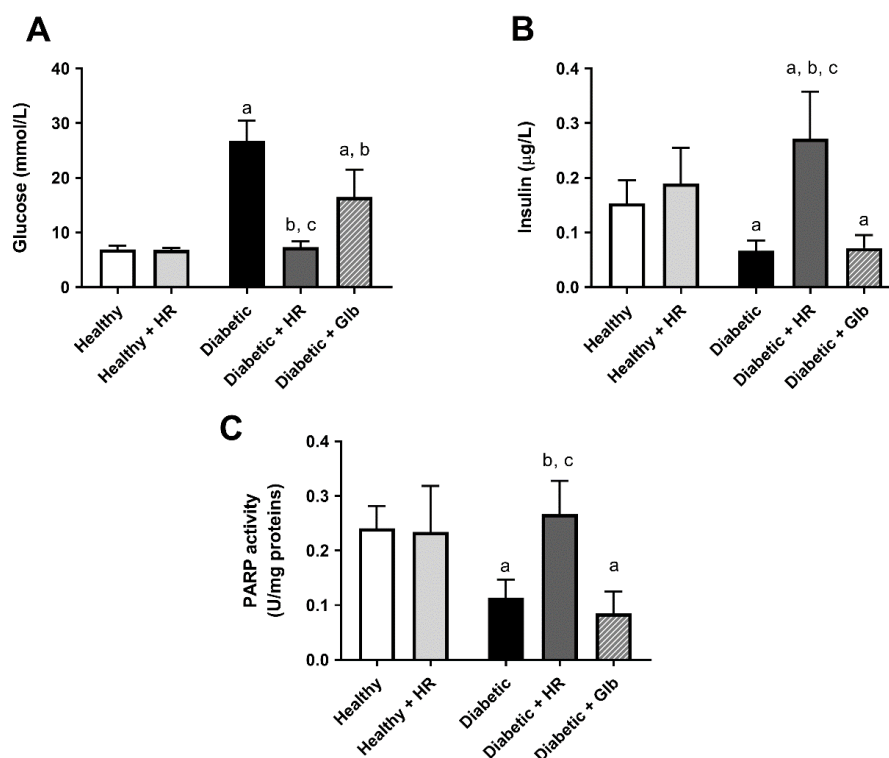 A
Glucose (mmol/L)
40
30
20
10
0
a
b, c
a, b
Healthy
Healthy + HR
Diabetic
Diabetic + HR
Diabetic + Glb
B
Insulin (µg/L)
0.4
0.3
0.2
0.1
0.0
a
a, b, c
a
Healthy
Healthy + HR
Diabetic
Diabetic + HR
Diabetic + Glb
C
PARP activity
(U/mg proteins)
0.4
0.3
0.2
0.1
0.0
a
b, c
a
Healthy
Healthy + HR
Diabetic
Diabetic + HR
Diabetic + Glb